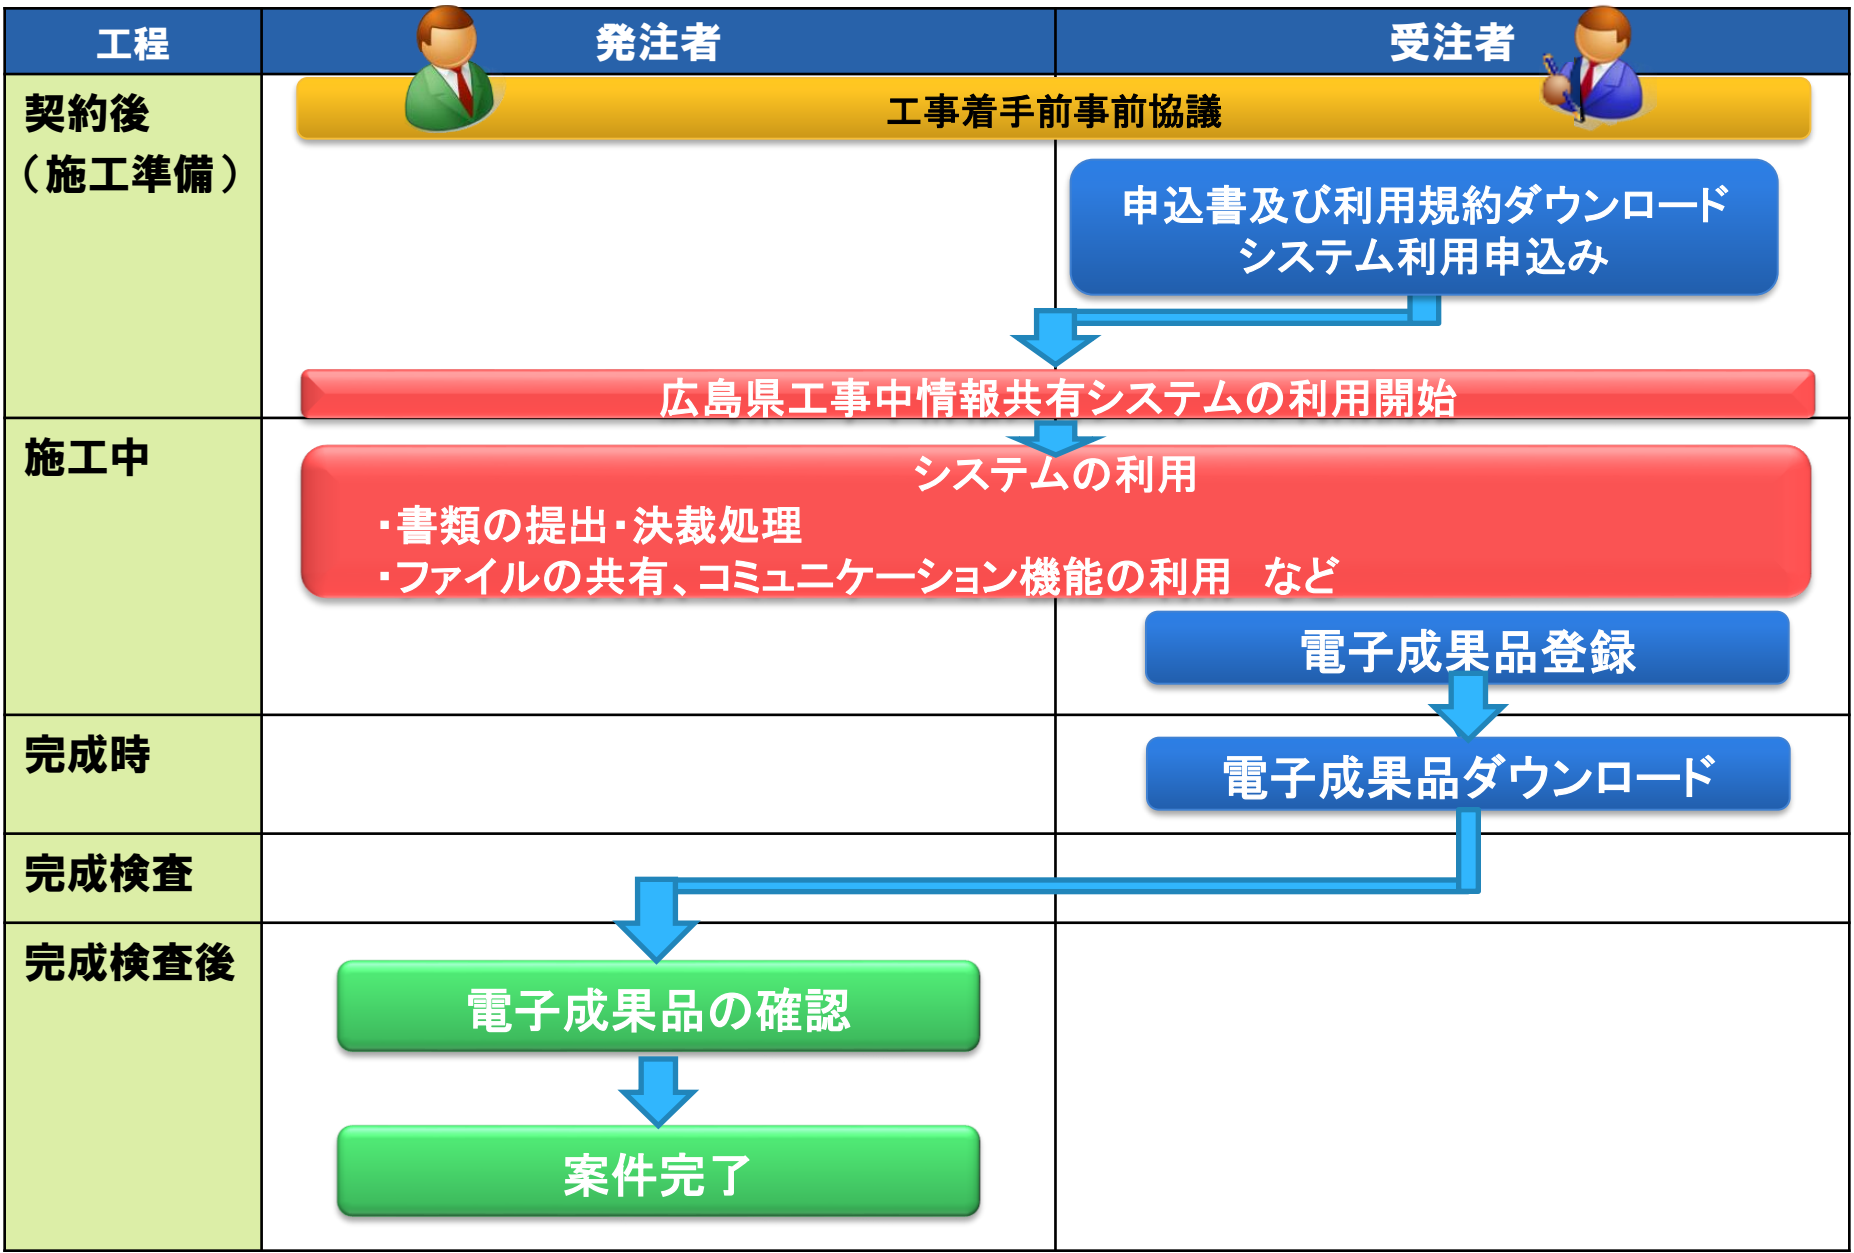 工程
発注者
受注者
契約後
（施工準備）
工事着手前事前協議
申込書及び利用規約ダウンロード
システム利用申込み
広島県工事中情報共有システムの利用開始
施工中
システムの利用
・書類の提出・決裁処理
・ファイルの共有、コミュニケーション機能の利用　など
電子成果品登録
完成時
電子成果品ダウンロード
完成検査
完成検査後
電子成果品の確認
案件完了